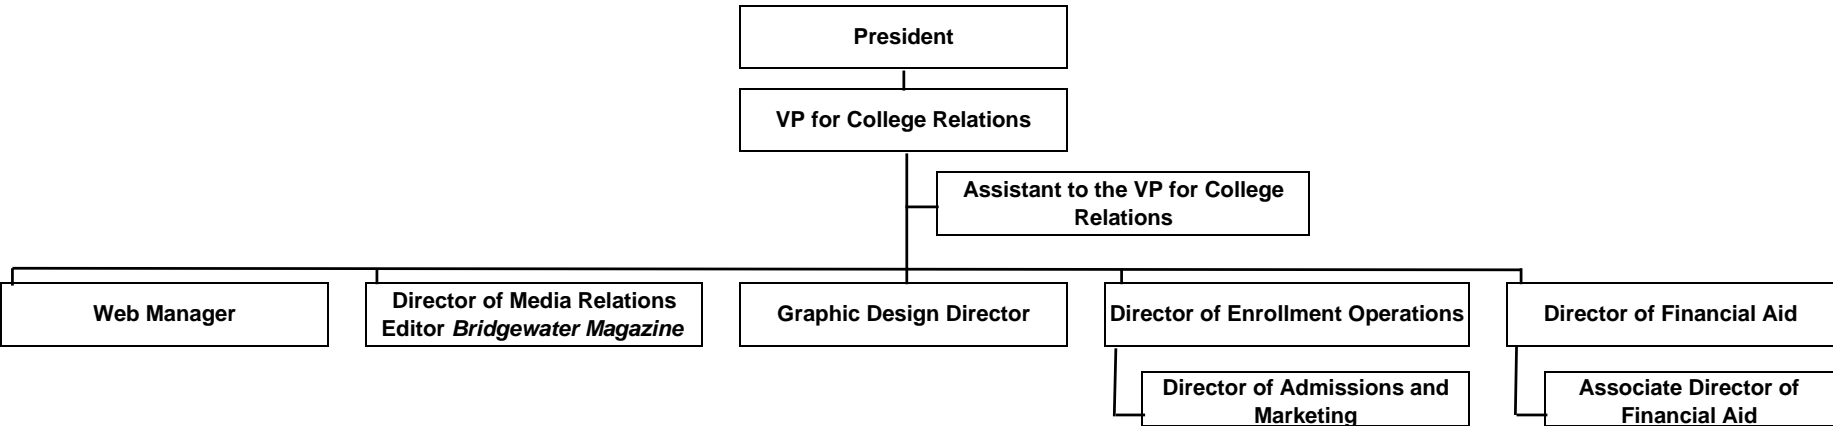 President
VP for College Relations
Assistant to the VP for College
Relations
Web Manager
Director of Media Relations
Editor Bridgewater Magazine
Graphic Design Director
Director of Enrollment Operations
Director of Financial Aid
Director of Admissions and
Marketing
Associate Director of
Financial Aid